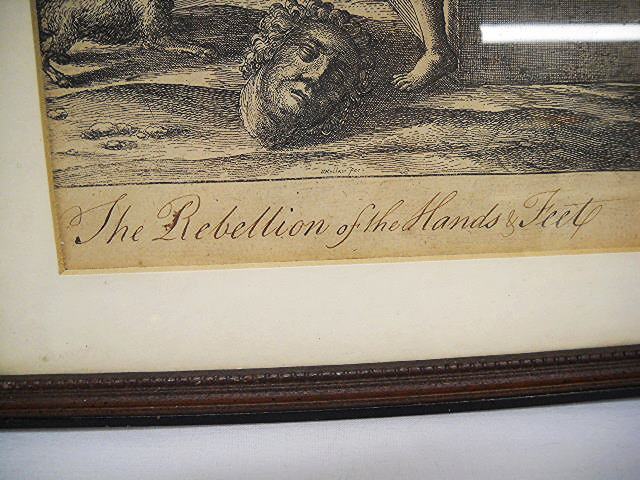 The Rebellion of the Hands & Feet